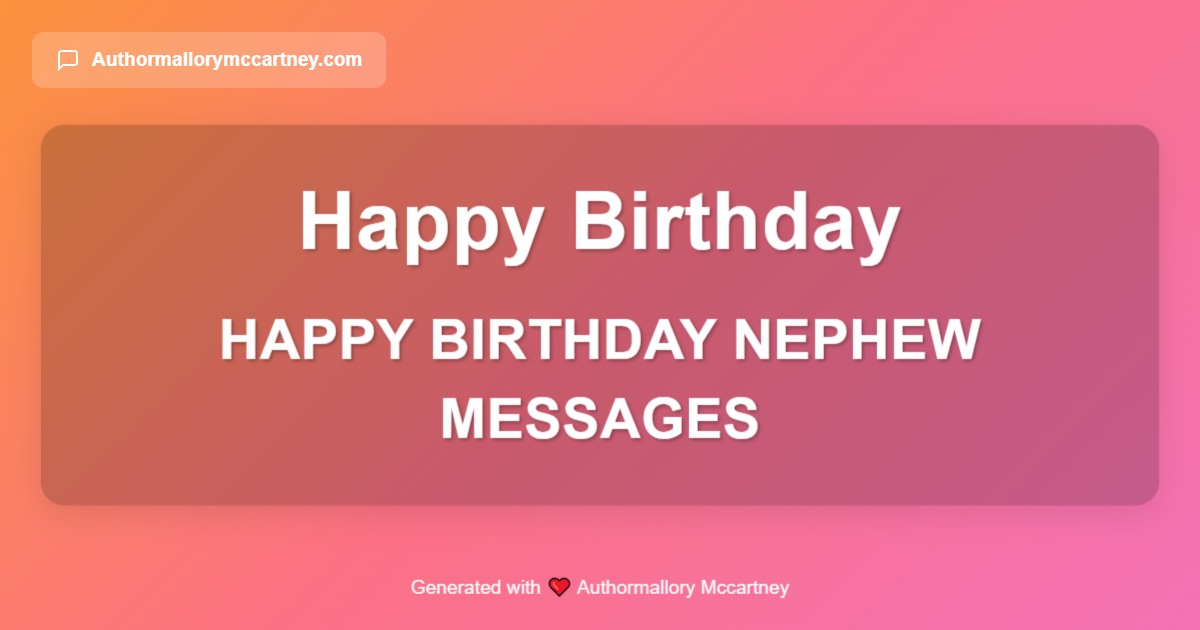 Authormallorymccartney.com
Happy Birthday
HAPPY BIRTHDAY NEPHEW
MESSAGES
Generated with ❤️ Authormallory Mccartney